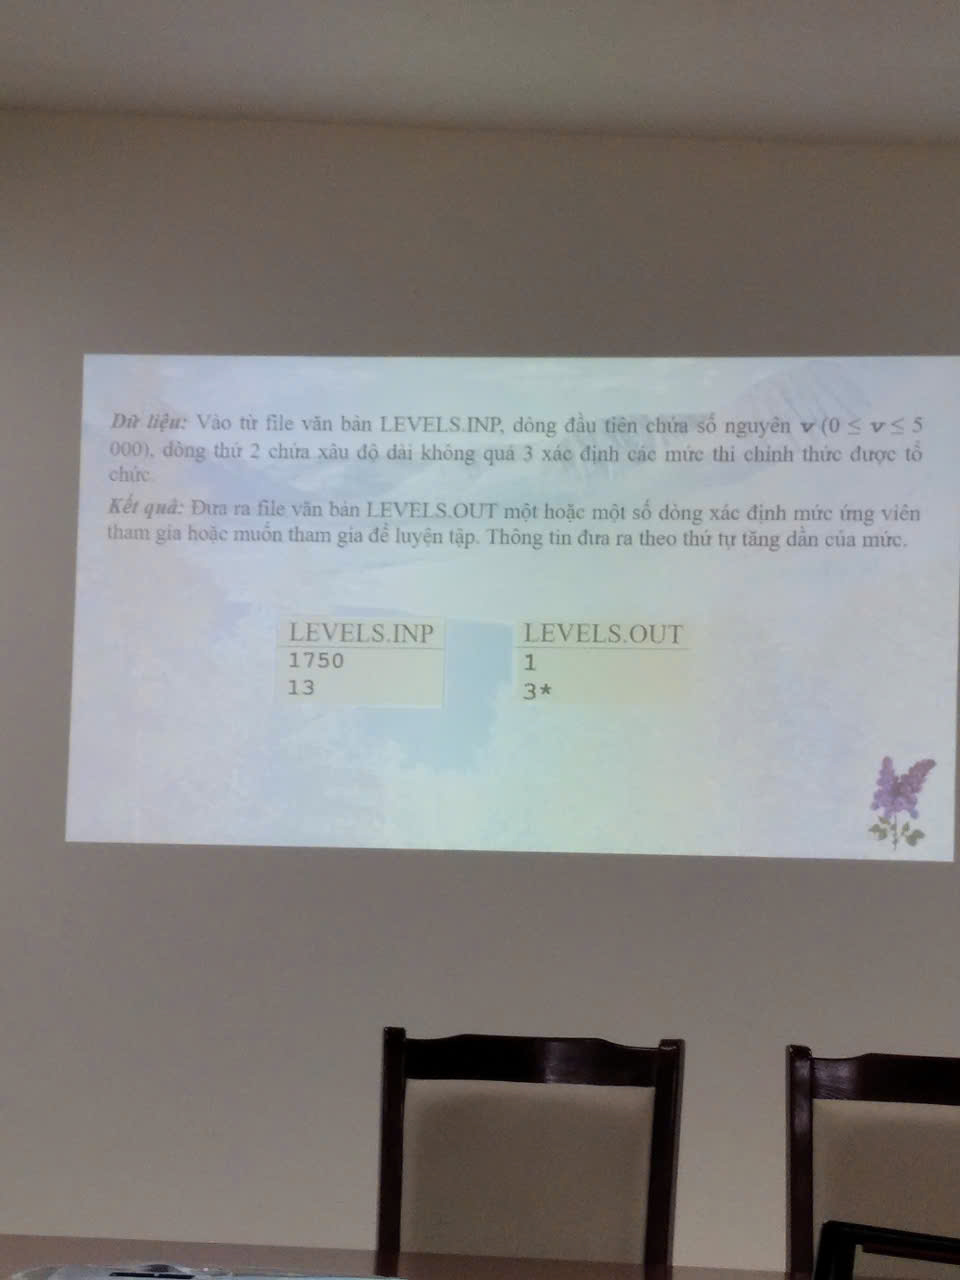 Dữ liệu: Vào từ file văn bản LEVELS.INP, dòng đầu tiên chứa số nguyên v (0 ≤ v ≤ 5
000), dòng thứ 2 chứa xâu độ dài không quá 3 xác định các mức thi chính thức được tổ
chức.
Kết quả: Đưa ra file văn bản LEVELS.OUT một hoặc một số dòng xác định mức ứng viên
tham gia hoặc muốn tham gia để luyện tập. Thông tin đưa ra theo thứ tự tăng dần của mức.
LEVELS.INP
1750
13
LEVELS.OUT
1
3*